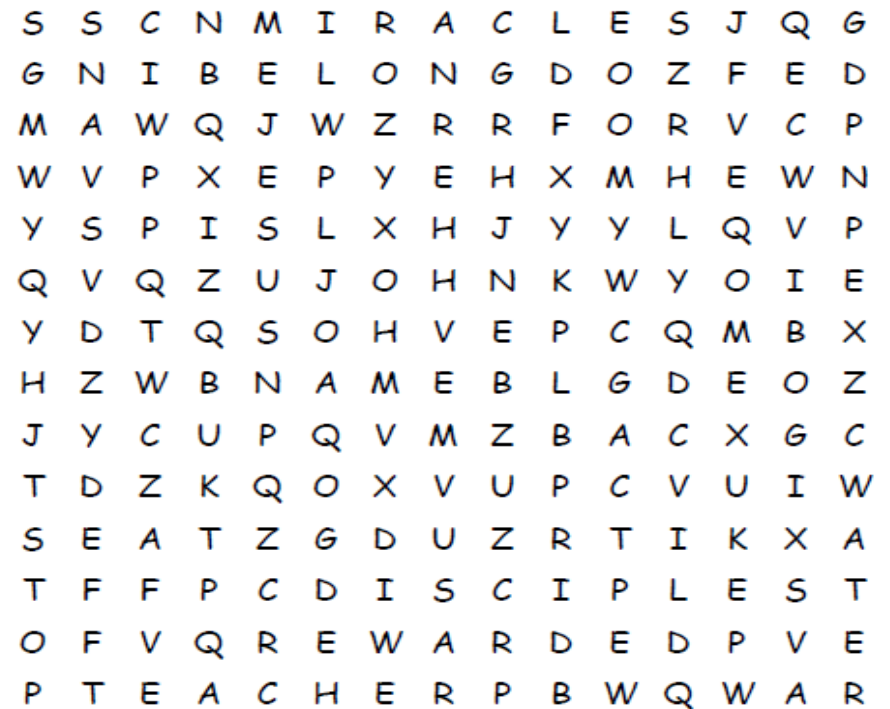 S S C N M I R A C L E S J Q G
G N I B E L O N G D O Z F E D
M A W Q J W Z R R F O R V C P
W V P X E P Y E H X M H E W N
Y S P I S L X H J Y Y L Q V P
Q V Q Z U J O H N K W Y O I E
Y D T Q S O H V E P C Q M B X
H Z W B N A M E B L G D E O Z
J Y C U P Q V M Z B A C X G C
T D Z K Q O X V U P C V U I W
S E A T Z G D U Z R T I K X A
T F F P C D I S C I P L E S T
O F V Q R E W A R D E D P V E
P T E A C H E R P B W Q W A R